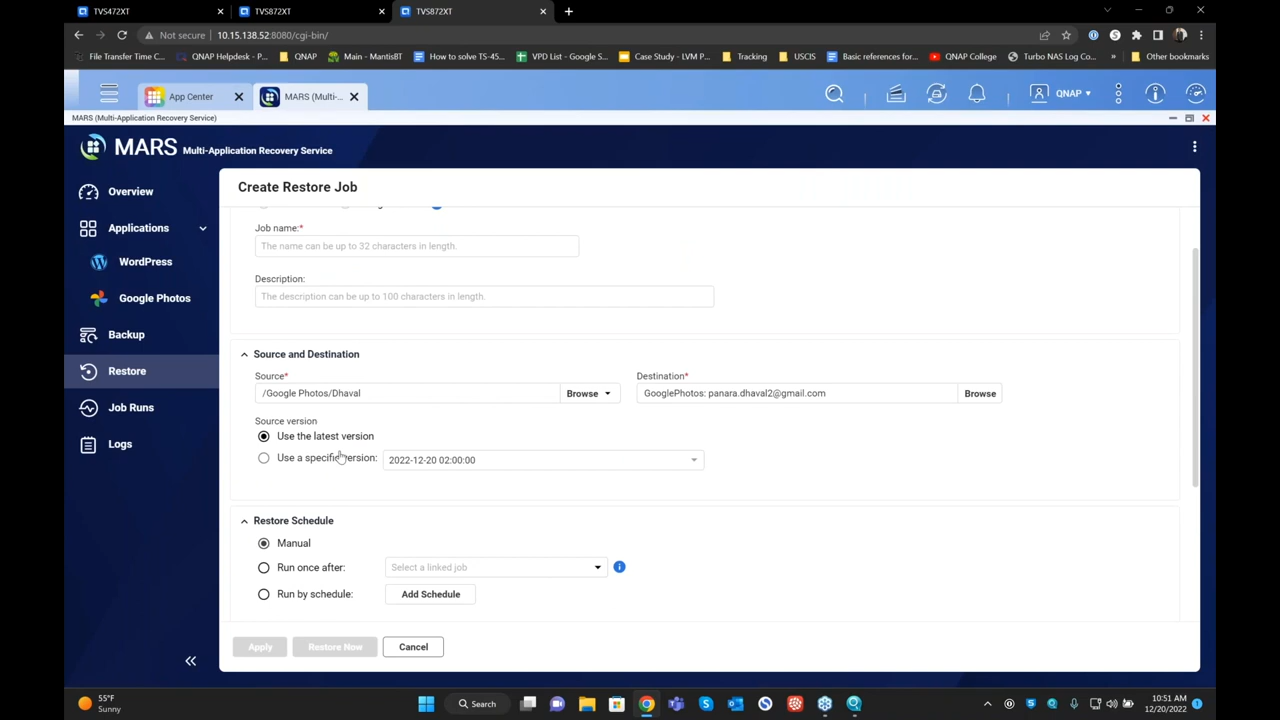 TVS472XT
TVS872XT
TVS872XT
Not secure
10.15.138.52:8080/cgi-bin/
File Transfer Time C...
QNAP Helpdesk - P...
QNAP
Main - MantisBT
How to solve TS-45...
VPD List - Google S...
Case Study - LVM P...
Tracking
USCIS
Basic references for...
QNAP College
Turbo NAS Log Co...
»
Other bookmarks
App Center
MARS (Multi-...
QNAP
MARS (Multi-Application Recovery Service)
MARS Multi-Application Recovery Service
Overview
Applications
WordPress
Google Photos
Backup
Restore
Job Runs
Logs
Create Restore Job
Job name:*
The name can be up to 32 characters in length.
Description:
The description can be up to 100 characters in length.
Source and Destination
Source*
Destination*
/Google Photos/Dhaval
Browse
GooglePhotos: panara.dhaval2@gmail.com
Browse
Source version
Use the latest version
Use a specific version:
2022-12-20 02:00:00
Restore Schedule
Manual
Run once after:
Select a linked job
Run by schedule:
Add Schedule
Apply
Restore Now
Cancel
55°F
Sunny
Search
10:51 AM
12/20/2022